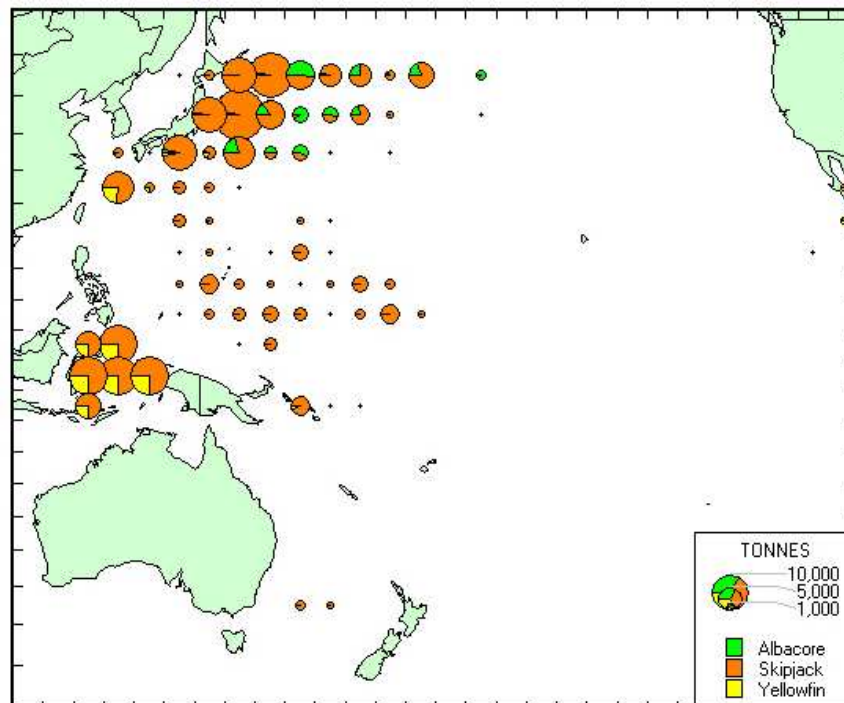 TONNES
10,000
5,000
1,000
Albacore
Skipjack
Yellowfin